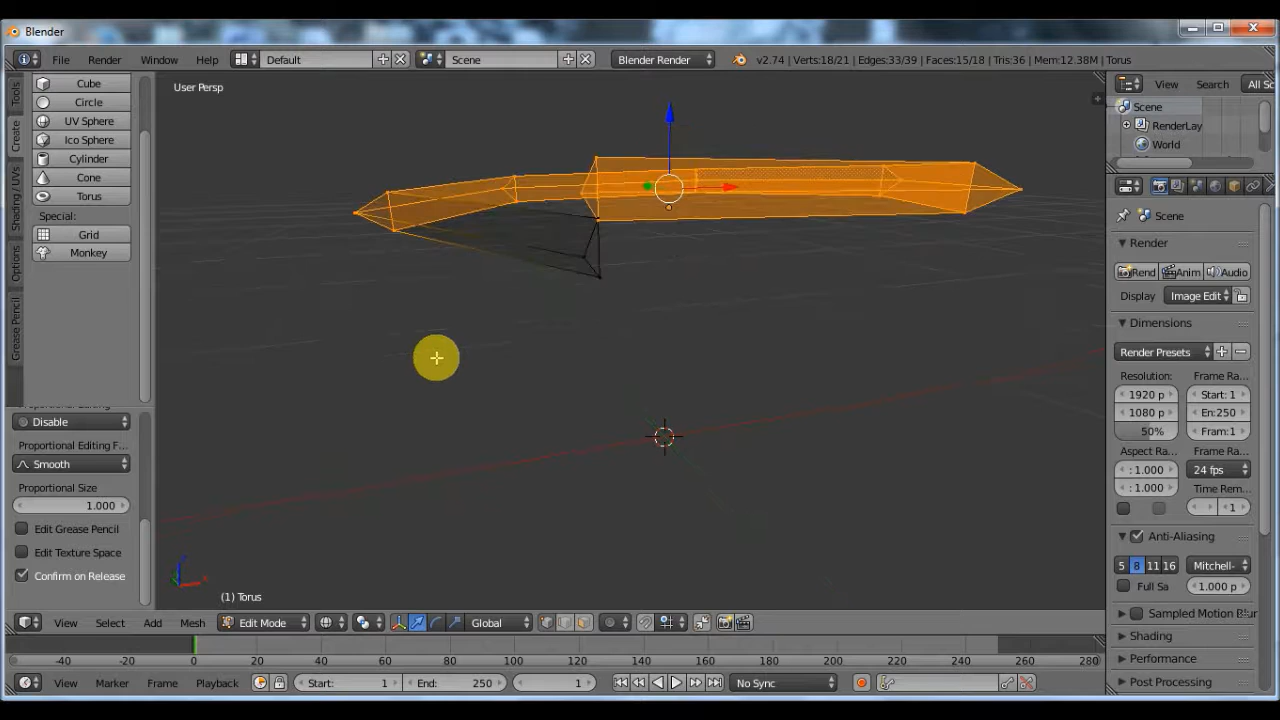 Blender
File Render Window Help Default Scene Blender Render v2.74 | Verts:18/21 | Edges:33/39 | Faces:15/18 | Tris:36 | Mem:12.38M | Torus
Tools
Create
Shading / UVs
Options
Grease Pencil
Cube
Circle
UV Sphere
Ico Sphere
Cylinder
Cone
Torus
Special:
Grid
Monkey
Disable
Proportional Editing F...
Smooth
Proportional Size
1.000
Edit Grease Pencil
Edit Texture Space
Confirm on Release
User Persp
(1) Torus
View Select Add Mesh Edit Mode Global
-40 -20 0 20 40 60 80 100 120 140 160 180 200 220 240 260 280
View Marker Frame Playback Start: 1 End: 250 1 No Sync
View Search All Sc
Scene
RenderLay
World
Scene
Render
Rend Anim Audio
Display Image Edit
Dimensions
Render Presets
Resolution: Frame Ra...
1920 p Start: 1
1080 p En:250
50% Fram:1
Aspect Ra... Frame Ra...
: 1.000 24 fps
: 1.000 Time Rem...
1
Anti-Aliasing
5 8 11 16 Mitchell-
Full Sa 1.000 p
Sampled Motion Blur
Shading
Performance
Post Processing